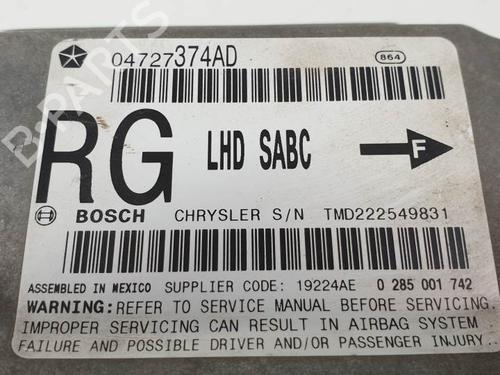 04727374AD 864
RG LHD SABC F
BOSCH CHRYSLER S/N TMD222549831
ASSEMBLED IN MEXICO SUPPLIER CODE: 19224AE 0 285 001 742
WARNING: REFER TO SERVICE MANUAL BEFORE SERVICING.
IMPROPER SERVICING CAN RESULT IN AIRBAG SYSTEM
FAILURE AND POSSIBLE DRIVER AND/OR PASSENGER INJURY..
B-PARTS